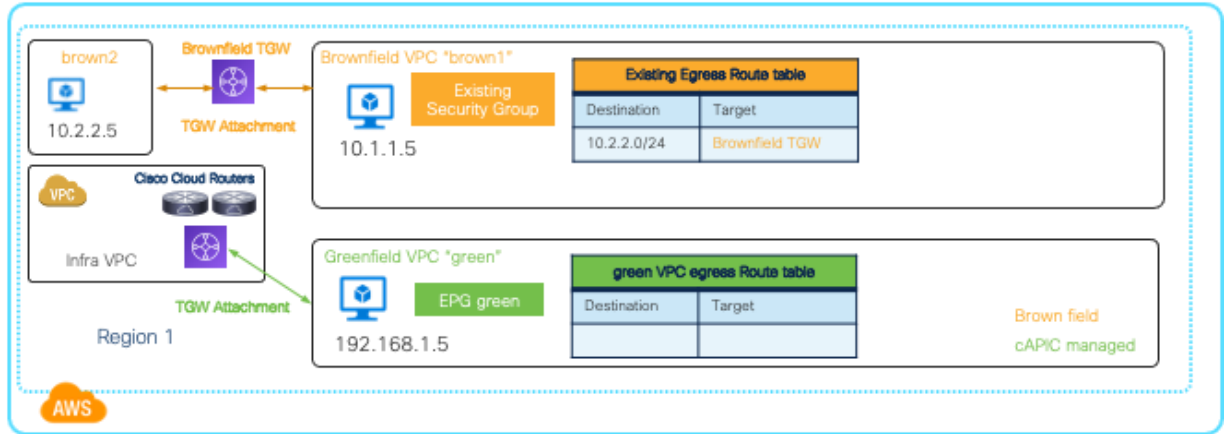 brown2
10.2.2.5
Brownfield TGW
TGW Attachment
Brownfield VPC "brown1"
10.1.1.5
Existing
Security Group
Existing Egress Route table
Destination Target
10.2.2.0/24 Brownfield TGW
VPC
Cisco Cloud Routers
Infra VPC
TGW Attachment
Greenfield VPC "green"
192.168.1.5
EPG green
green VPC egress Route table
Destination Target
Brown field
cAPIC managed
Region 1
AWS